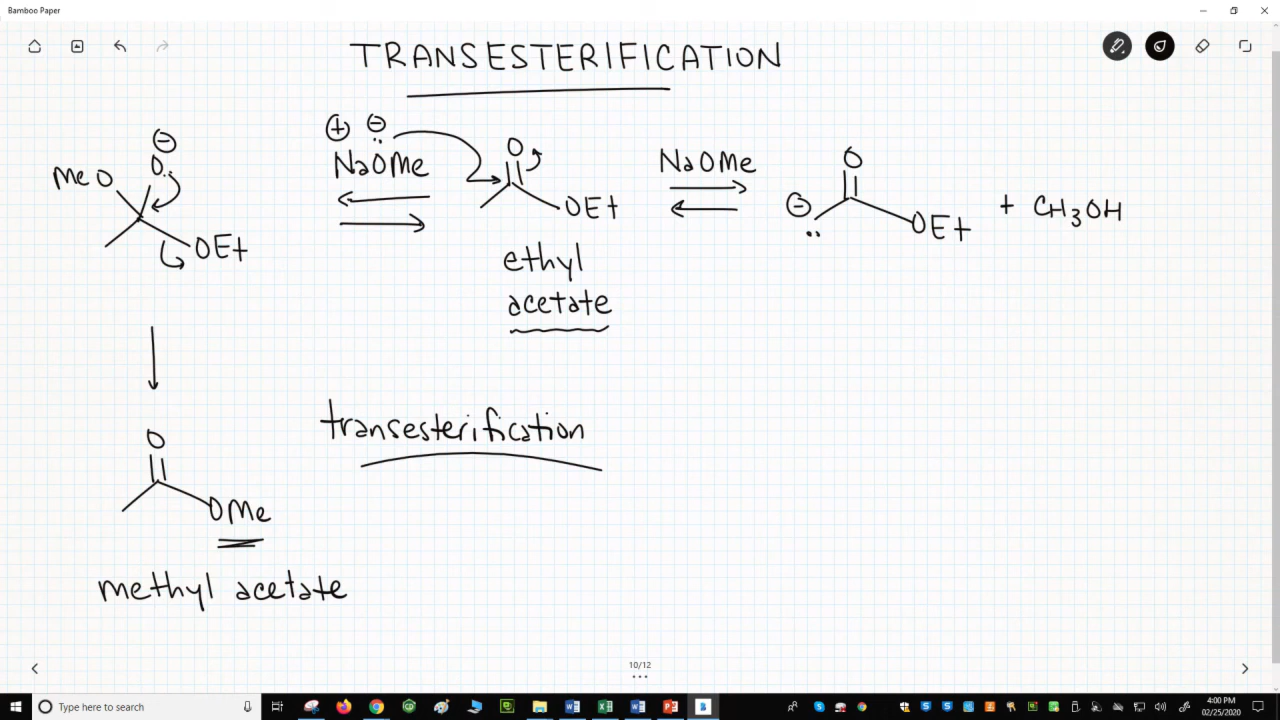 Bamboo Paper
TRANSESTERIFICATION
⊖
O
MeO
OEt
⊕ ⊖
NaOMe
O
OEt
ethyl
acetate
NaOMe
O
⊖
OEt
+ CH3OH
transesterification
O
OMe
methyl acetate
10/12
Type here to search
4:00 PM
02/25/2020